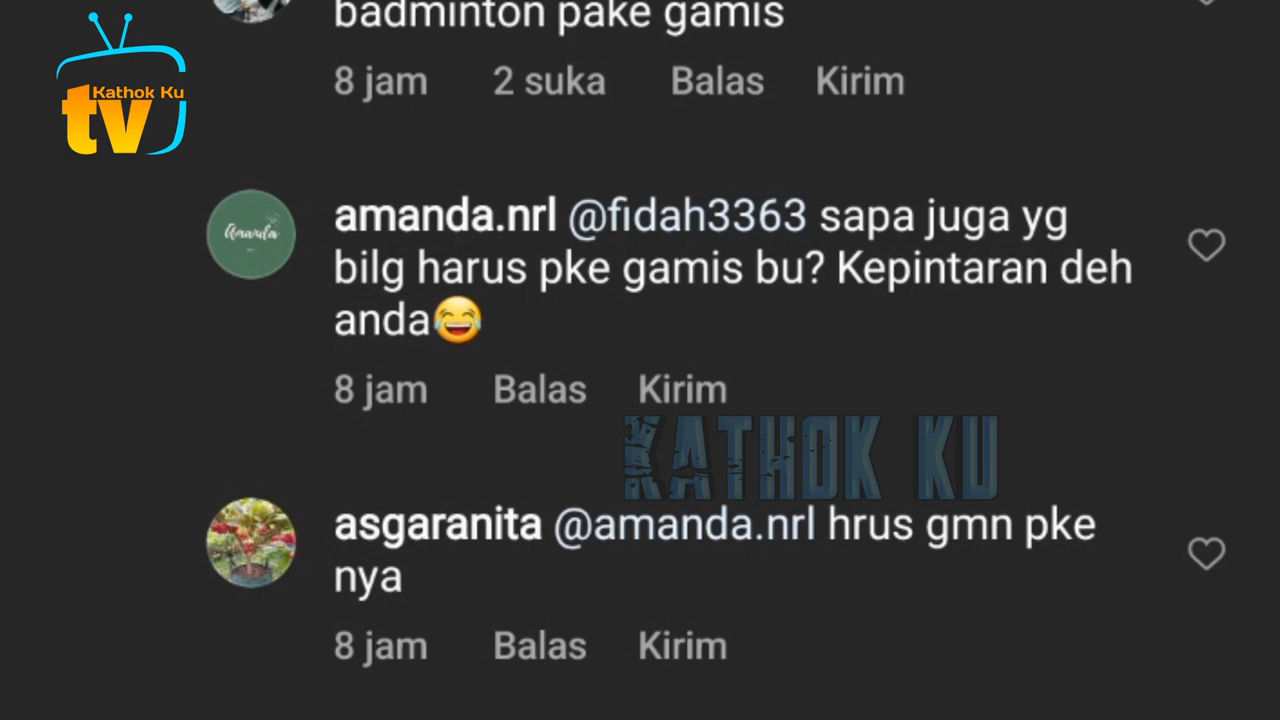 badminton pake gamis
8 jam 2 suka Balas Kirim
Kathok Ku
tv
amanda.nrl @fidah3363 sapa juga yg
Amanda
bilg harus pke gamis bu? Kepintaran deh
anda😂
8 jam Balas Kirim
KATHOK KU
asgaranita @amanda.nrl hrus gmn pke
nya
8 jam Balas Kirim